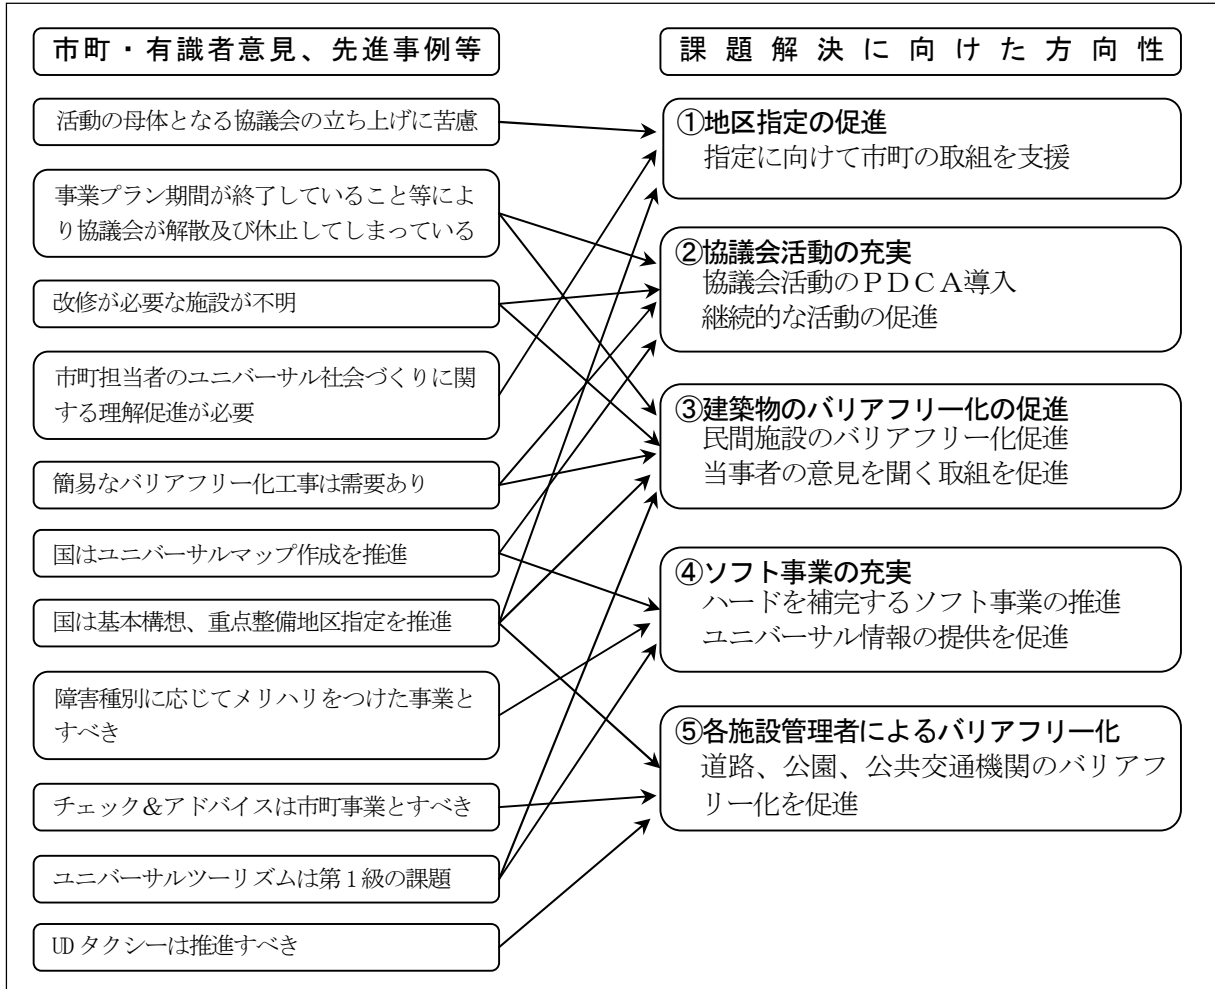 市町・有識者意見、先進事例等
活動の母体となる協議会の立ち上げに苦慮
事業プラン期間が終了していること等によ
り協議会が解散及び休止してしまっている
改修が必要な施設が不明
市町担当者のユニバーサル社会づくりに関
する理解促進が必要
簡易なバリアフリー化工事は需要あり
国はユニバーサルマップ作成を推進
国は基本構想、重点整備地区指定を推進
障害種別に応じてメリハリをつけた事業と
すべき
チェック＆アドバイスは市町事業とすべき
ユニバーサルツーリズムは第１級の課題
UDタクシーは推進すべき
課題解決に向けた方向性
①地区指定の促進
指定に向けて市町の取組を支援
②協議会活動の充実
協議会活動のＰＤＣＡ導入
継続的な活動の促進
③建築物のバリアフリー化の促進
民間施設のバリアフリー化促進
当事者の意見を聞く取組を促進
④ソフト事業の充実
ハードを補完するソフト事業の推進
ユニバーサル情報の提供を促進
⑤各施設管理者によるバリアフリー化
道路、公園、公共交通機関のバリアフ
リー化を促進